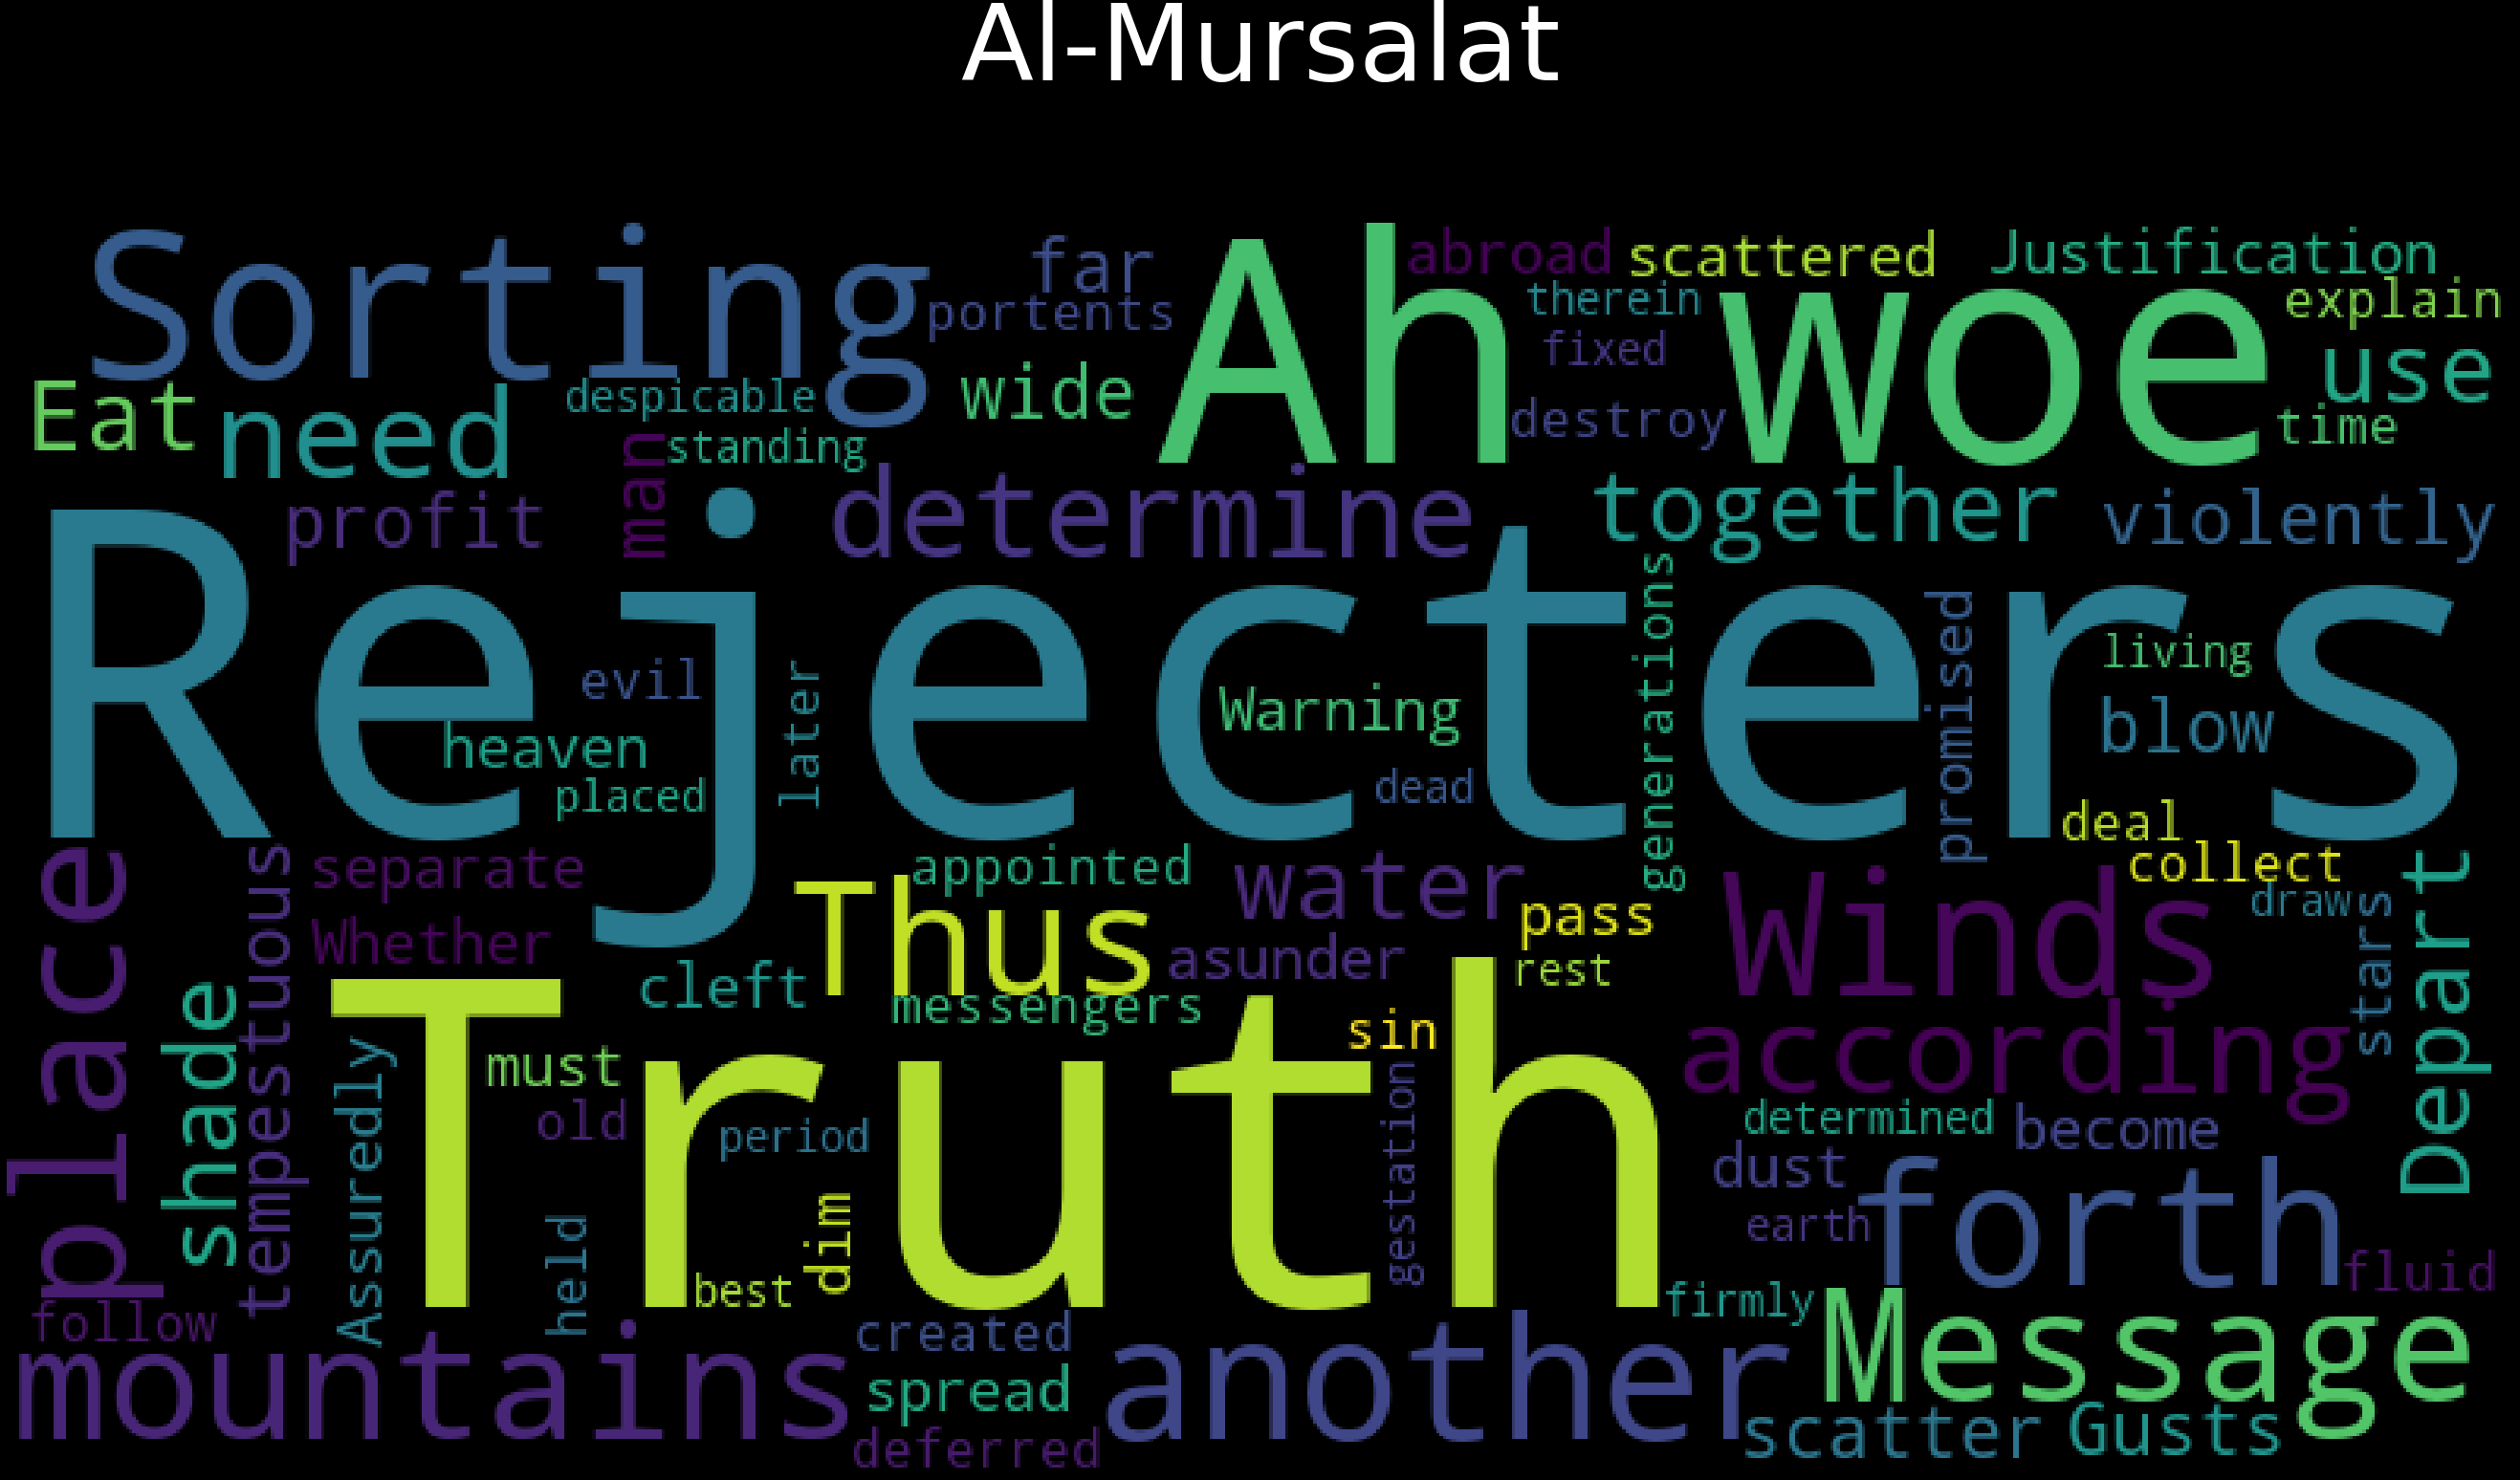 Al-Mursalat
Sorting far Ah abroad scattered Justification
portents therein woe explain
Eat need despicable wide fixed use
man standing destroy time
profit determine together violently
Rejecters
evil later Warning generations promised living
heaven blow
placed dead deal
place tempestuous separate Thus appointed water Winds collect Depart
Whether pass draw stars
shade cleft asunder rest
messengers
Truth sin according
Assuredly must gestation determined become
old period dust forth
held dim earth
best firmly fluid
follow created Message
mountains spread another
deferred scatter Gusts